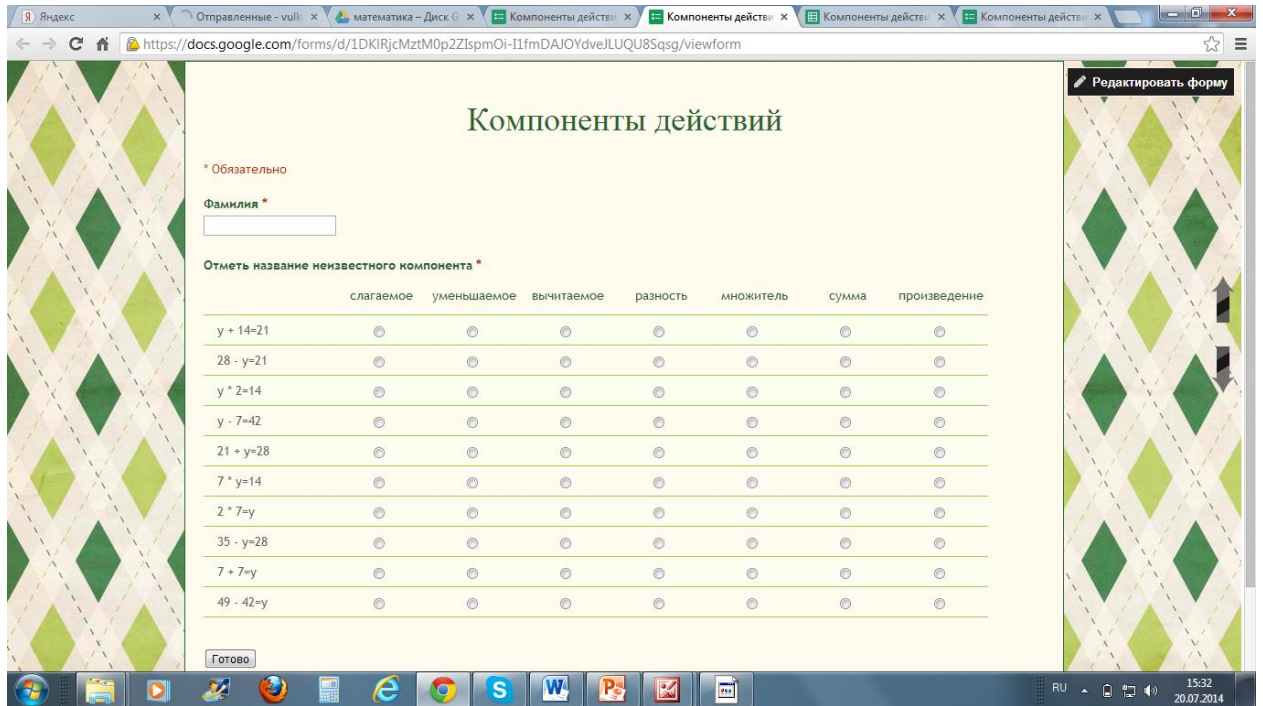 Яндекс
Отправленные - vulk
математика – Диск G
Компоненты действи
Компоненты действи
Компоненты действи
Компоненты действ
https://docs.google.com/forms/d/1DKlRjcMztM0p2ZIspmOi-I1fmDAJOYdveJLUQU8Sqsg/viewform
Редактировать форму
Компоненты действий
* Обязательно
Фамилия *
Отметь название неизвестного компонента *
слагаемое уменьшаемое вычитаемое разность множитель сумма произведение
y + 14=21
28 - y=21
y * 2=14
y - 7=42
21 + y=28
7 * y=14
2 * 7=y
35 - y=28
7 + 7=y
49 - 42=y
Готово
RU
15:32
20.07.2014